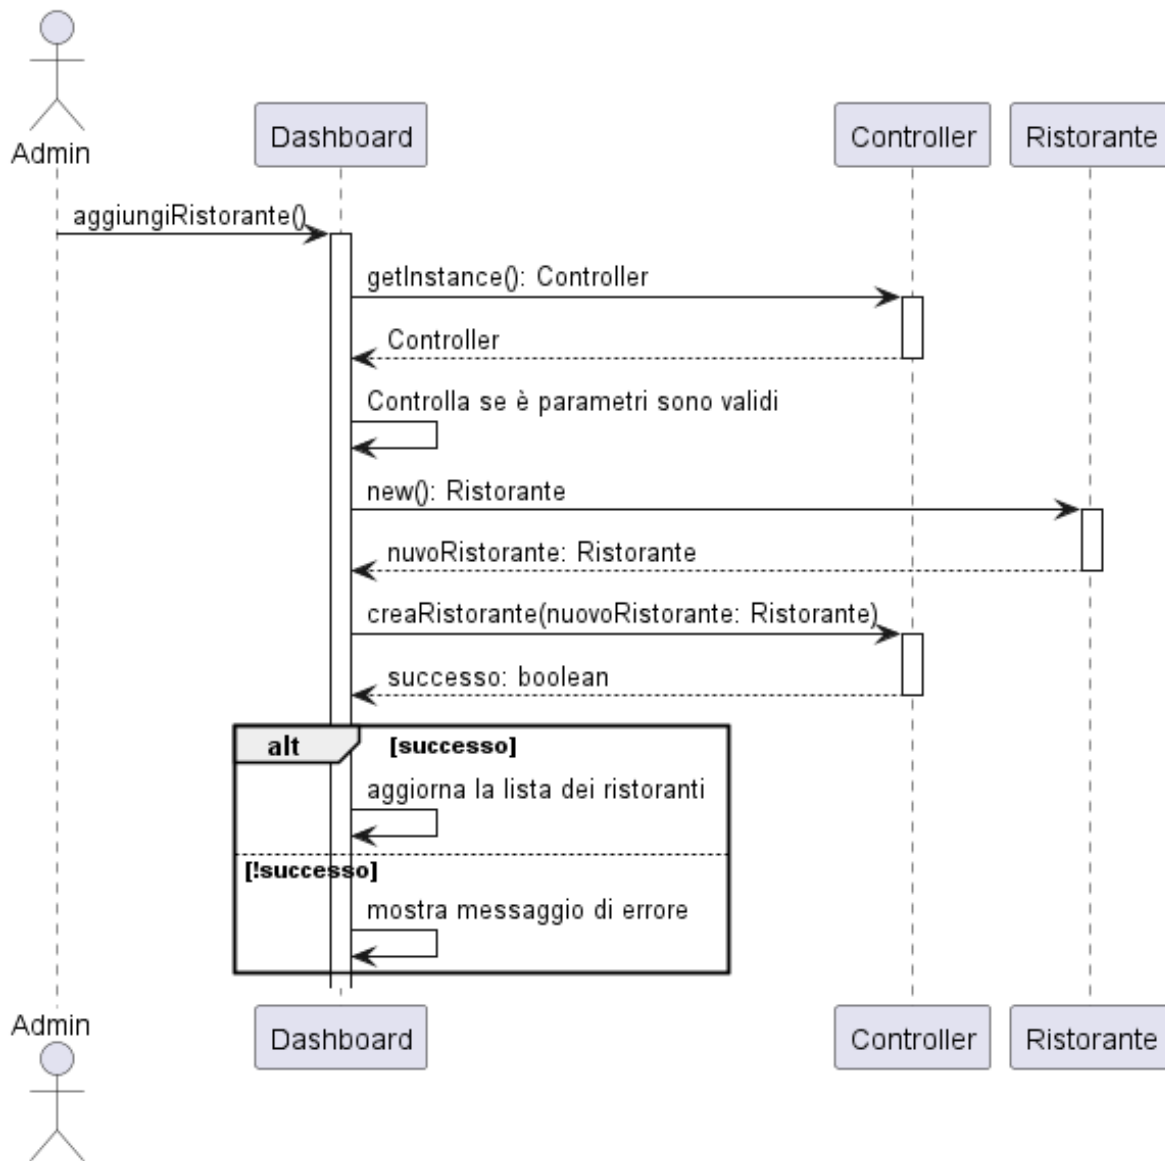 Admin
Dashboard
Controller
Ristorante
aggiungiRistorante()
getInstance(): Controller
Controller
Controlla se è parametri sono validi
new(): Ristorante
nuvoRistorante: Ristorante
creaRistorante(nuovoRistorante: Ristorante)
successo: boolean
alt [successo]
aggiorna la lista dei ristoranti
[!successo]
mostra messaggio di errore
Admin
Dashboard
Controller
Ristorante